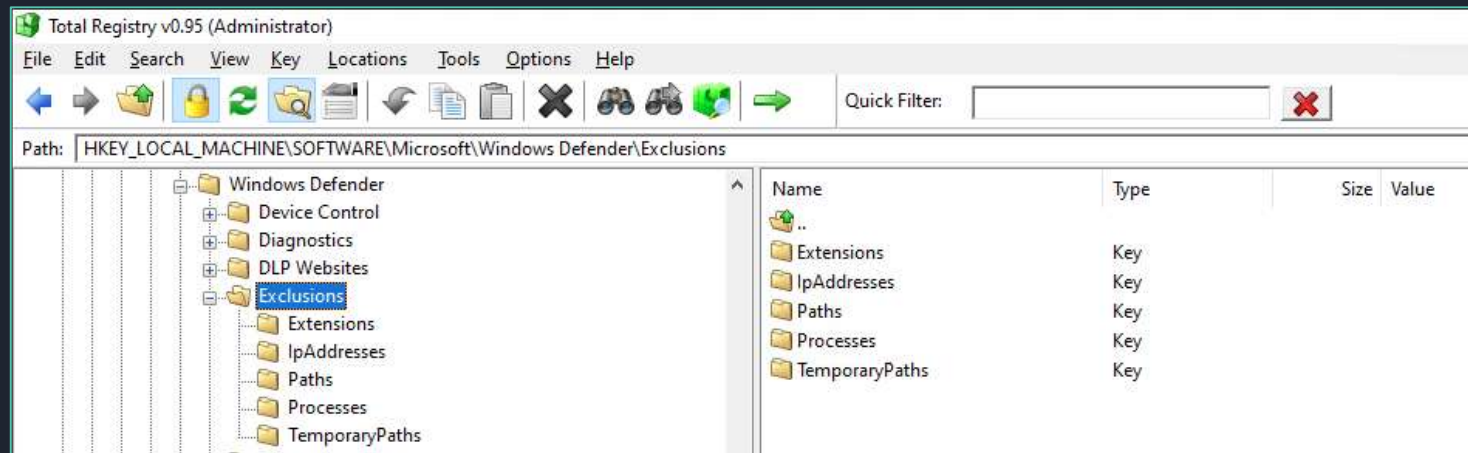 Total Registry v0.95 (Administrator)
File Edit Search View Key Locations Tools Options Help
Quick Filter:
Path: HKEY_LOCAL_MACHINE\SOFTWARE\Microsoft\Windows Defender\Exclusions
Windows Defender
Device Control
Diagnostics
DLP Websites
Exclusions
Extensions
IpAddresses
Paths
Processes
TemporaryPaths
Name Type Size Value
..
Extensions Key
IpAddresses Key
Paths Key
Processes Key
TemporaryPaths Key